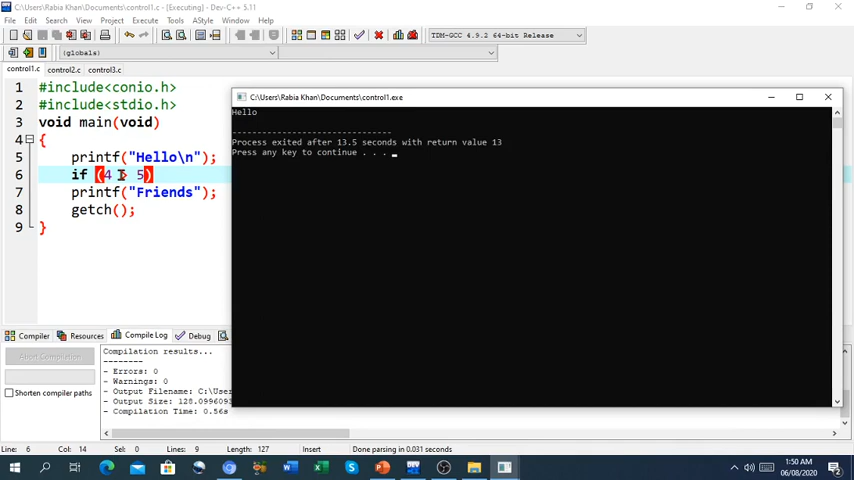 C:\Users\Rabia Khan\Documents\control1.c - [Executing] - Dev-C++ 5.11
File Edit Search View Project Execute Tools AStyle Window Help
TDM-GCC 4.9.2 64-bit Release
(globals)
control1.c control2.c control3.c
1 #include<conio.h>
2 #include<stdio.h>
3 void main(void)
4 {
5 printf("Hello\n");
6 if (4 > 5)
7 printf("Friends");
8 getch();
9 }
C:\Users\Rabia Khan\Documents\control1.exe
Hello
--------------------------------
Process exited after 13.5 seconds with return value 13
Press any key to continue . . .
Compiler Resources Compile Log Debug
Abort Compilation
Shorten compiler paths
Compilation results...
--------
- Errors: 0
- Warnings: 0
- Output Filename: C:\User
- Output Size: 128.0996093
- Compilation Time: 0.56s
Line: 6 Col: 14 Sel: 0 Lines: 9 Length: 127 Insert Done parsing in 0.031 seconds
1:50 AM
06/08/2020